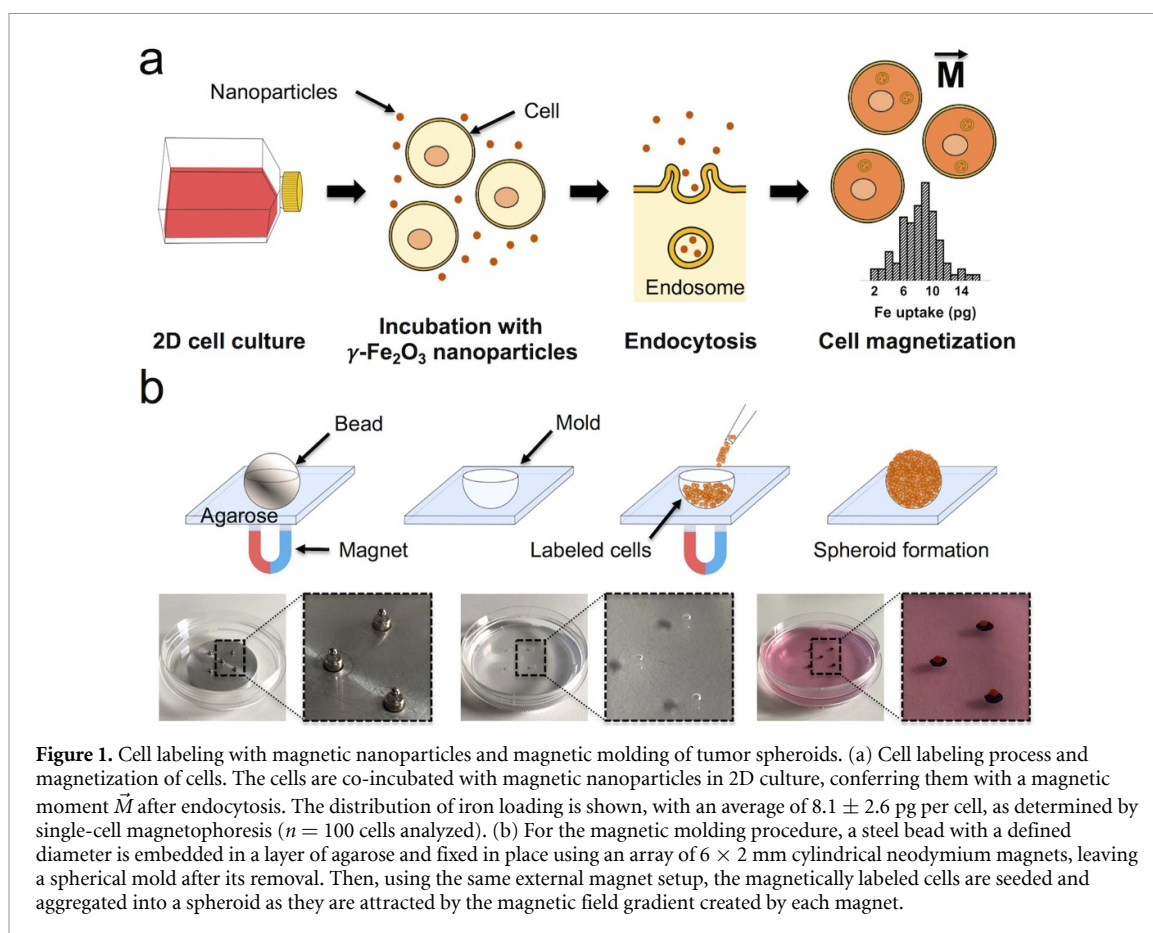 a
Nanoparticles
Cell
M
Endosome
2 6 10 14
Fe uptake (pg)
2D cell culture
Incubation with
γ-Fe₂O₃ nanoparticles
Endocytosis
Cell magnetization
b
Bead
Mold
Agarose
Magnet
Labeled cells
Spheroid formation
Figure 1. Cell labeling with magnetic nanoparticles and magnetic molding of tumor spheroids. (a) Cell labeling process and
magnetization of cells. The cells are co-incubated with magnetic nanoparticles in 2D culture, conferring them with a magnetic
moment M⃗ after endocytosis. The distribution of iron loading is shown, with an average of 8.1 ± 2.6 pg per cell, as determined by
single-cell magnetophoresis (n = 100 cells analyzed). (b) For the magnetic molding procedure, a steel bead with a defined
diameter is embedded in a layer of agarose and fixed in place using an array of 6 × 2 mm cylindrical neodymium magnets, leaving
a spherical mold after its removal. Then, using the same external magnet setup, the magnetically labeled cells are seeded and
aggregated into a spheroid as they are attracted by the magnetic field gradient created by each magnet.